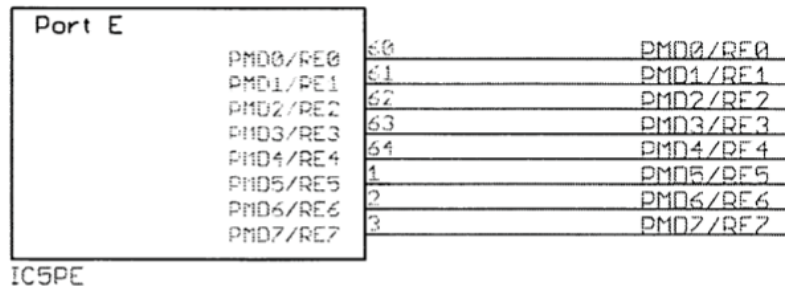 Port E
PMD0/RE0 60 PMD0/RE0
PMD1/RE1 61 PMD1/RE1
PMD2/RE2 62 PMD2/RE2
PMD3/RE3 63 PMD3/RE3
PMD4/RE4 64 PMD4/RE4
PMD5/RE5 1 PMD5/RE5
PMD6/RE6 2 PMD6/RE6
PMD7/RE7 3 PMD7/RE7
IC5PE